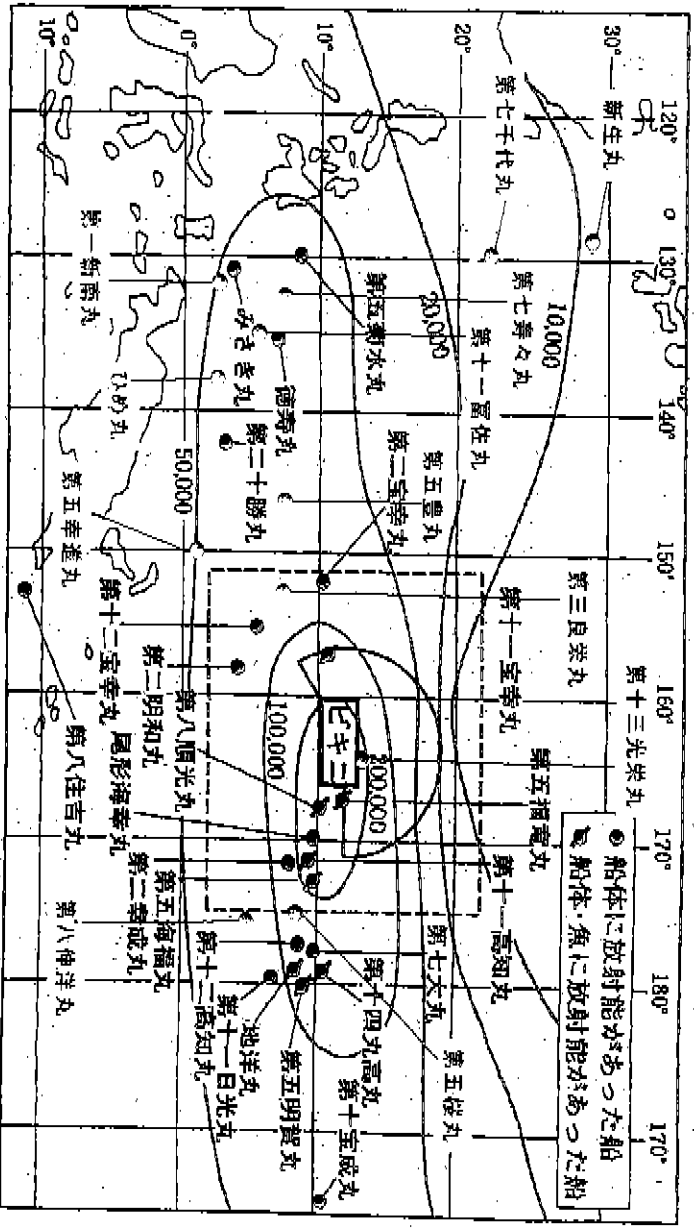 120°
130°
140°
150°
160°
170°
180°
170°
30°
20°
10°
0°
10°
新生丸
第七千代丸
第七寿々丸
10,000
20,000
第十一富佐丸
第五豊丸
第二宝幸丸
徳寿丸
みさき丸
第一新南丸
ひめ丸
第二十勝丸
50,000
第五幸進丸
第三良栄丸
第十一宝幸丸
第十三光栄丸
ビキニ
200,000
100,000
第五福竜丸
第八順光丸
第二明和丸
第十二宝幸丸
尾形海幸丸
第八住吉丸
第五海福丸
第二幸成丸
第八伸洋丸
第十一高知丸
第七大丸
第五桜丸
第十四丸高丸
第十宝成丸
第五明賀丸
地洋丸
第十一日光丸
第十二高知丸
船体に放射能があった船
船体・魚に放射能があった船